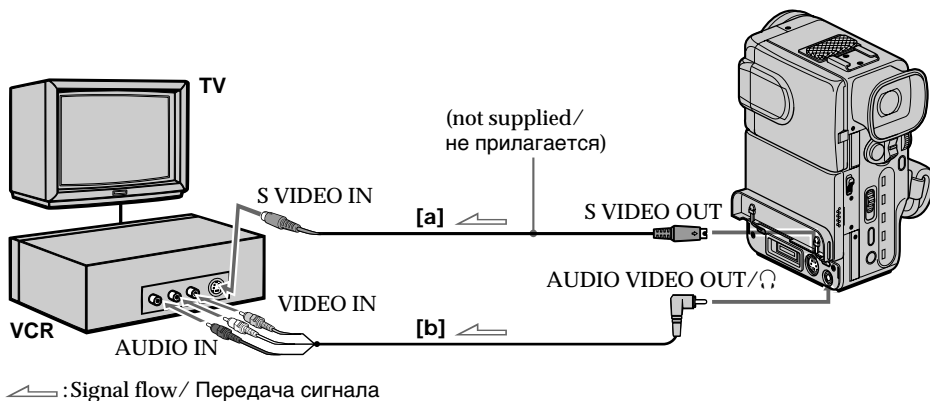 TV
(not supplied/
не прилагается)
S VIDEO IN
[a]
S VIDEO OUT
AUDIO VIDEO OUT/
VIDEO IN
[b]
VCR
AUDIO IN
:Signal flow/ Передача сигнала